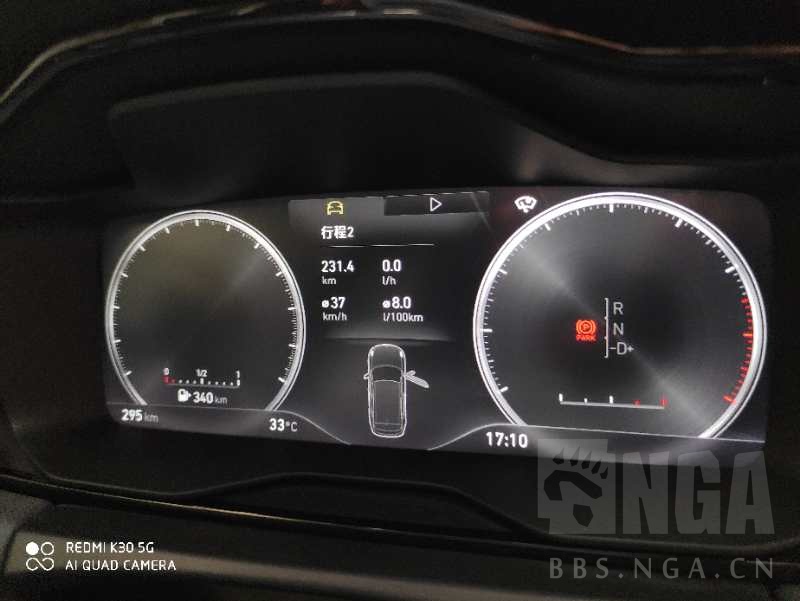 行程2
231.4 0.0
km l/h
⌀37 ⌀8.0
km/h l/100km
0 1/2 1
340 km
295 km
33°C
R
N
-D+
P
PARK
17:10
NGA
BBS.NGA.CN
REDMI K30 5G
AI QUAD CAMERA